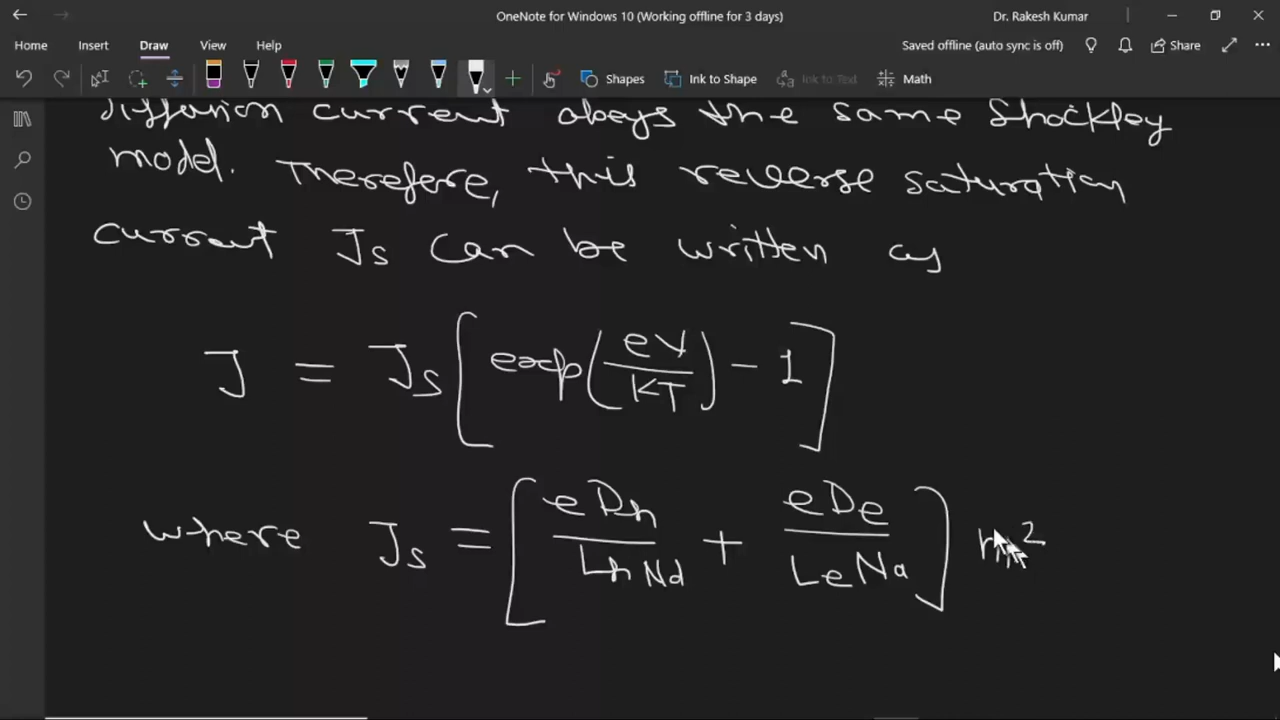 OneNote for Windows 10 (Working offline for 3 days)
Dr. Rakesh Kumar
Home Insert Draw View Help
Saved offline (auto sync is off)
Share
Shapes
Ink to Shape
Ink to Text
Math
diffusion current obeys the same Shockley
model. Therefore, this reverse saturation
current Js can be written as
J = Js [exp(eV/KT) - 1]
where Js = [eDh/LhNd + eDe/LeNa]